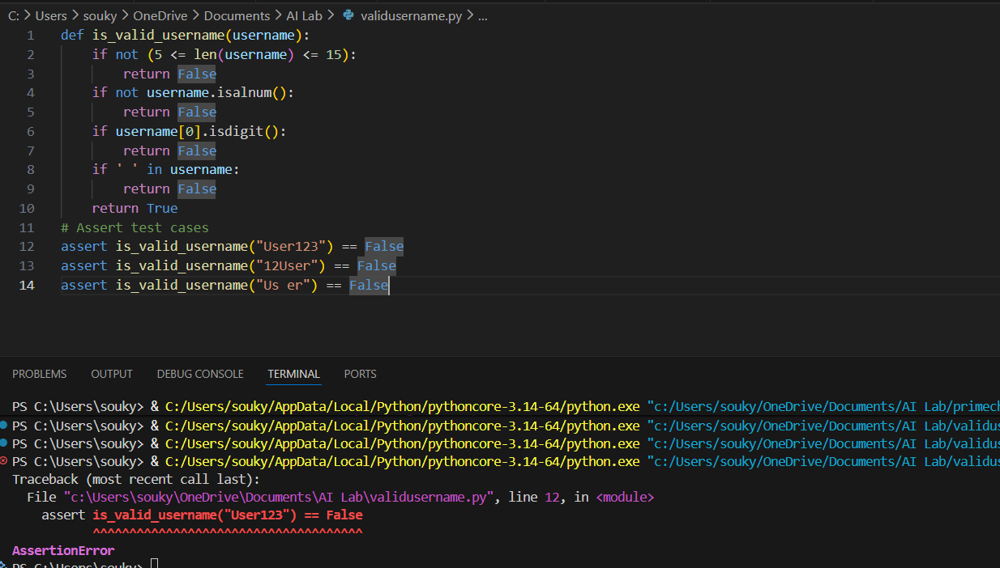 C: > Users > souky > OneDrive > Documents > AI Lab > validusername.py > ...
1 def is_valid_username(username):
2     if not (5 <= len(username) <= 15):
3         return False
4     if not username.isalnum():
5         return False
6     if username[0].isdigit():
7         return False
8     if ' ' in username:
9         return False
10     return True
11 # Assert test cases
12 assert is_valid_username("User123") == False
13 assert is_valid_username("12User") == False
14 assert is_valid_username("Us er") == False
PROBLEMS OUTPUT DEBUG CONSOLE TERMINAL PORTS
PS C:\Users\souky> & C:/Users/souky/AppData/Local/Python/pythoncore-3.14-64/python.exe "c:/Users/souky/OneDrive/Documents/AI Lab/primech
PS C:\Users\souky> & C:/Users/souky/AppData/Local/Python/pythoncore-3.14-64/python.exe "c:/Users/souky/OneDrive/Documents/AI Lab/validus
PS C:\Users\souky> & C:/Users/souky/AppData/Local/Python/pythoncore-3.14-64/python.exe "c:/Users/souky/OneDrive/Documents/AI Lab/validus
PS C:\Users\souky> & C:/Users/souky/AppData/Local/Python/pythoncore-3.14-64/python.exe "c:/Users/souky/OneDrive/Documents/AI Lab/validus
Traceback (most recent call last):
  File "c:\Users\souky\OneDrive\Documents\AI Lab\validusername.py", line 12, in <module>
    assert is_valid_username("User123") == False
           ^^^^^^^^^^^^^^^^^^^^^^^^^^^^^^^^^^^^^
AssertionError
PS C:\Users\souky>